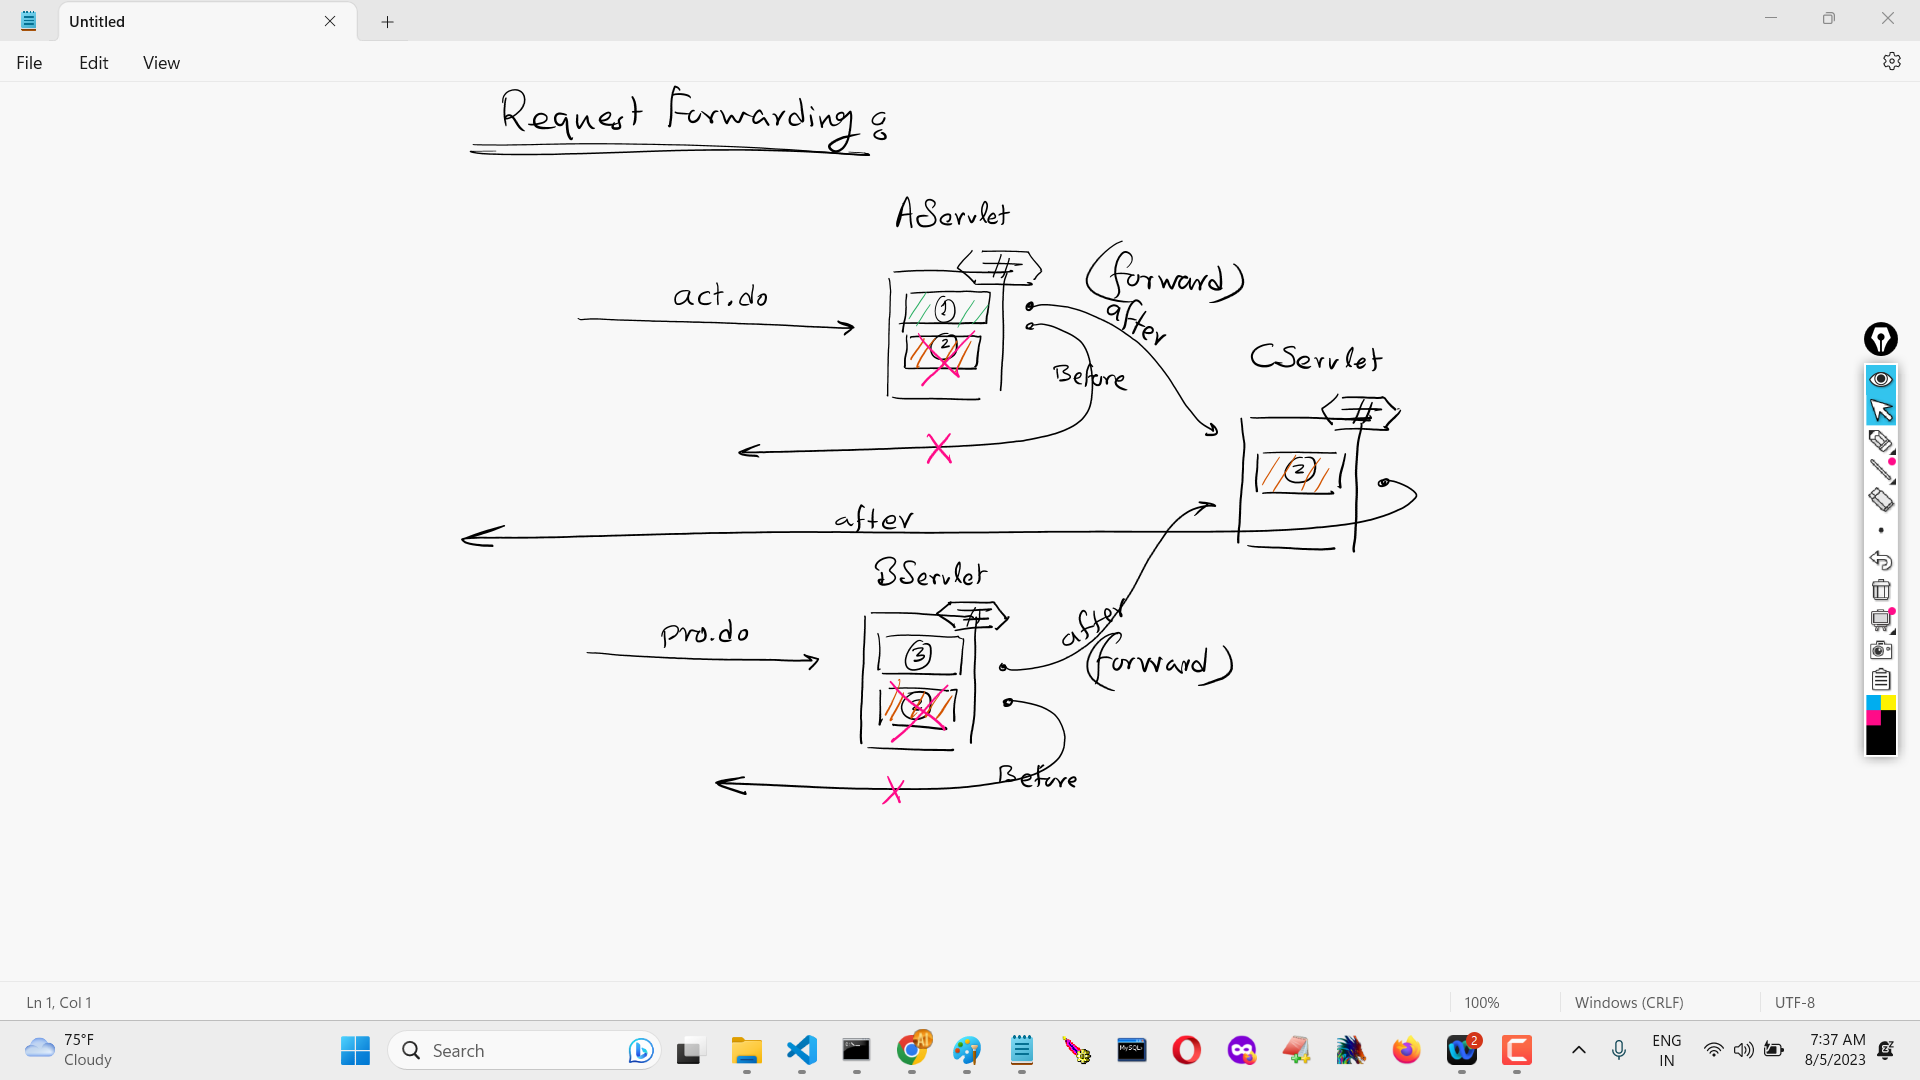 Untitled
File Edit View
Request Forwarding:
AServlet
(forward)
act.do
1
after
2
Before
CServlet
2
after
BServlet
after
pro.do
3
(forward)
2
Before
Ln 1, Col 1
100%
Windows (CRLF)
UTF-8
75°F
Cloudy
Search
MySQL
2
ENG
IN
7:37 AM
8/5/2023